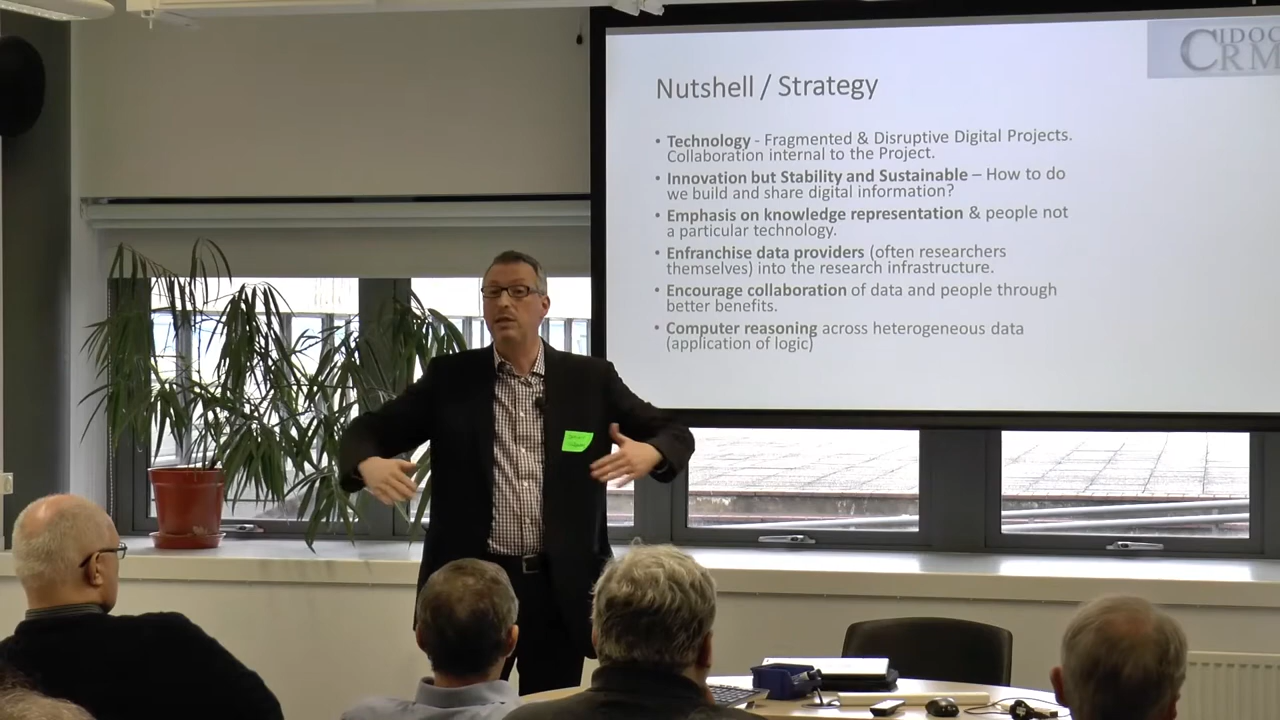 CIDOC
CRM
Nutshell / Strategy
• Technology - Fragmented & Disruptive Digital Projects.
Collaboration internal to the Project.
• Innovation but Stability and Sustainable – How to do
we build and share digital information?
• Emphasis on knowledge representation & people not
a particular technology.
• Enfranchise data providers (often researchers
themselves) into the research infrastructure.
• Encourage collaboration of data and people through
better benefits.
• Computer reasoning across heterogeneous data
(application of logic)